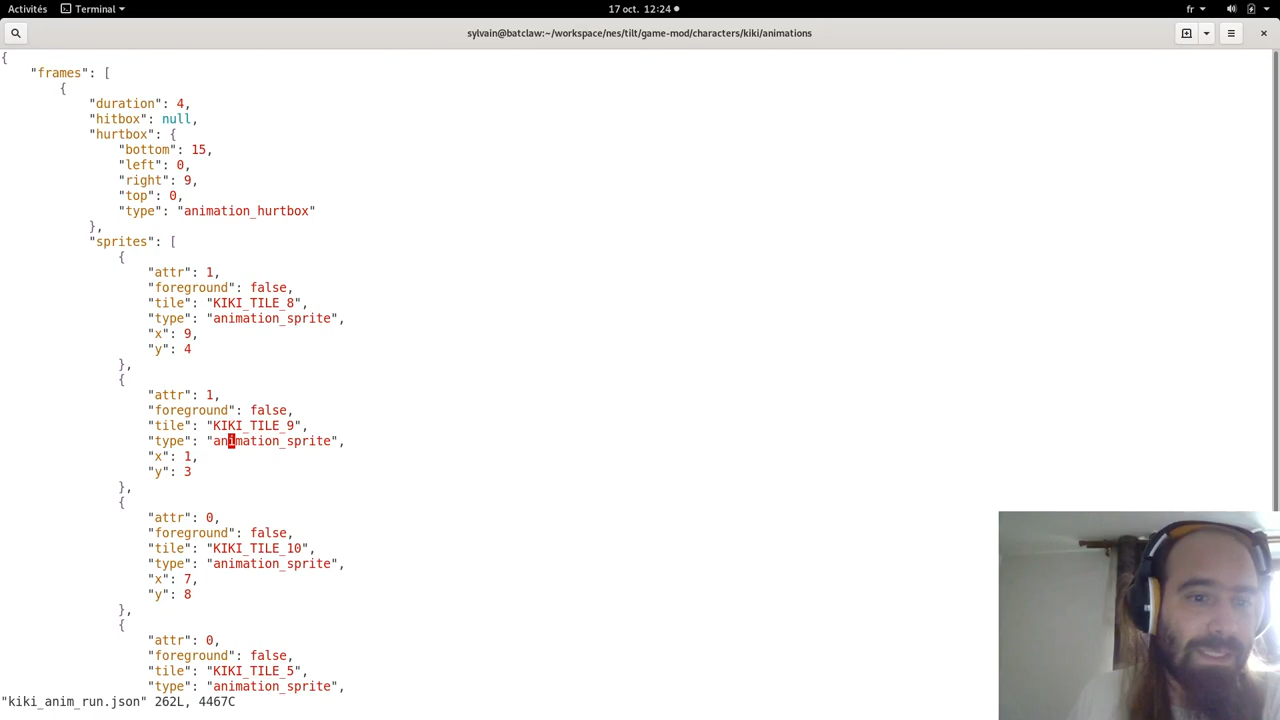 Activités
Terminal
17 oct. 12:24
fr
sylvain@batclaw:~/workspace/nes/tilt/game-mod/characters/kiki/animations
{
"frames": [
{
"duration": 4,
"hitbox": null,
"hurtbox": {
"bottom": 15,
"left": 0,
"right": 9,
"top": 0,
"type": "animation_hurtbox"
},
"sprites": [
{
"attr": 1,
"foreground": false,
"tile": "KIKI_TILE_8",
"type": "animation_sprite",
"x": 9,
"y": 4
},
{
"attr": 1,
"foreground": false,
"tile": "KIKI_TILE_9",
"type": "animation_sprite",
"x": 1,
"y": 3
},
{
"attr": 0,
"foreground": false,
"tile": "KIKI_TILE_10",
"type": "animation_sprite",
"x": 7,
"y": 8
},
{
"attr": 0,
"foreground": false,
"tile": "KIKI_TILE_5",
"type": "animation_sprite",
"kiki_anim_run.json" 262L, 4467C